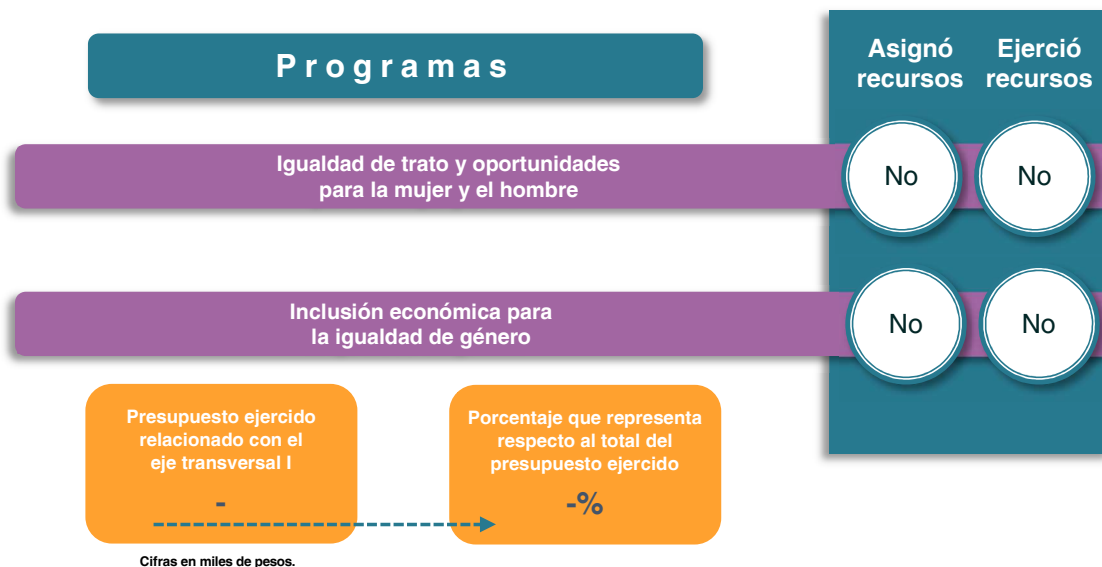 Programas
Asignó
recursos
Ejerció
recursos
Igualdad de trato y oportunidades
para la mujer y el hombre
No
No
Inclusión económica para
la igualdad de género
No
No
Presupuesto ejercido
relacionado con el
eje transversal I
-
Porcentaje que representa
respecto al total del
presupuesto ejercido
-%
Cifras en miles de pesos.